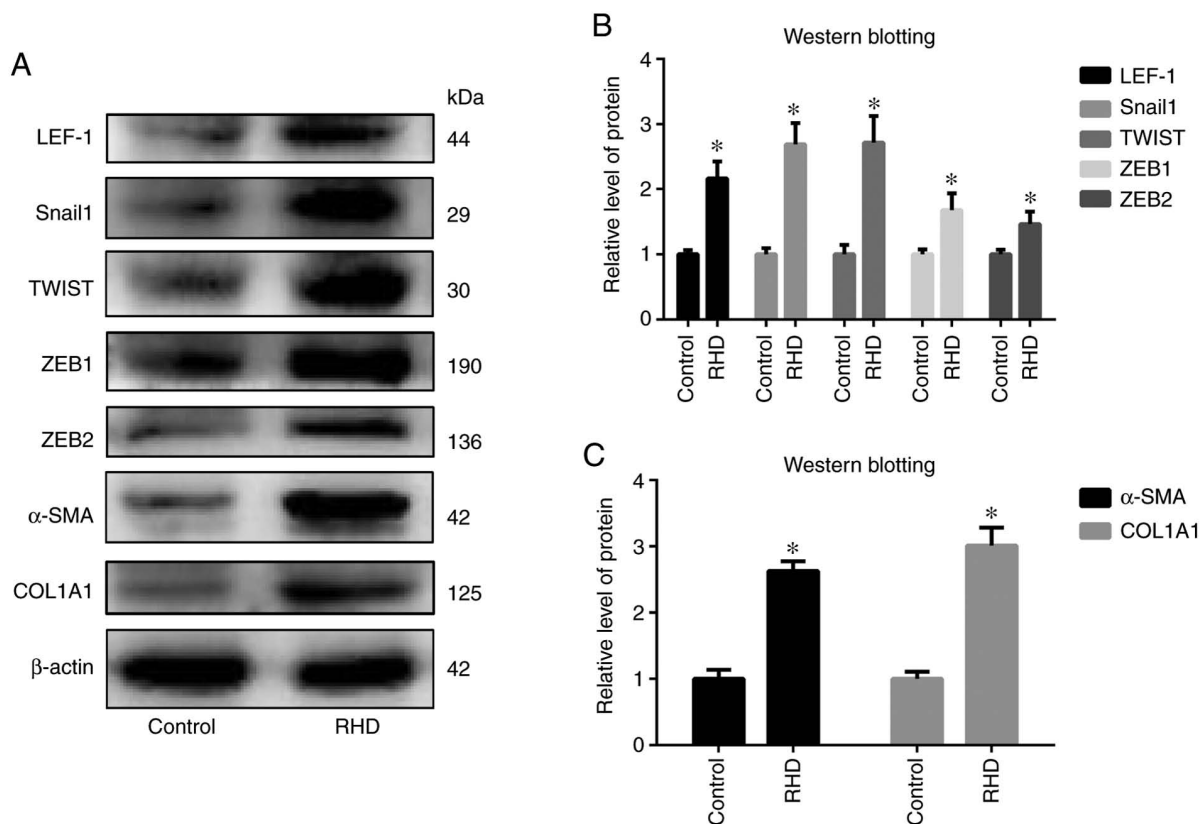 A
kDa
LEF-1
44
Snail1
29
TWIST
30
ZEB1
190
ZEB2
136
α-SMA
42
COL1A1
125
β-actin
42
Control RHD
B
Western blotting
Relative level of protein
4
3
2
1
0
* * * * *
Control RHD Control RHD Control RHD Control RHD Control RHD
LEF-1
Snail1
TWIST
ZEB1
ZEB2
C
Western blotting
Relative level of protein
4
3
2
1
0
* *
Control RHD Control RHD
α-SMA
COL1A1